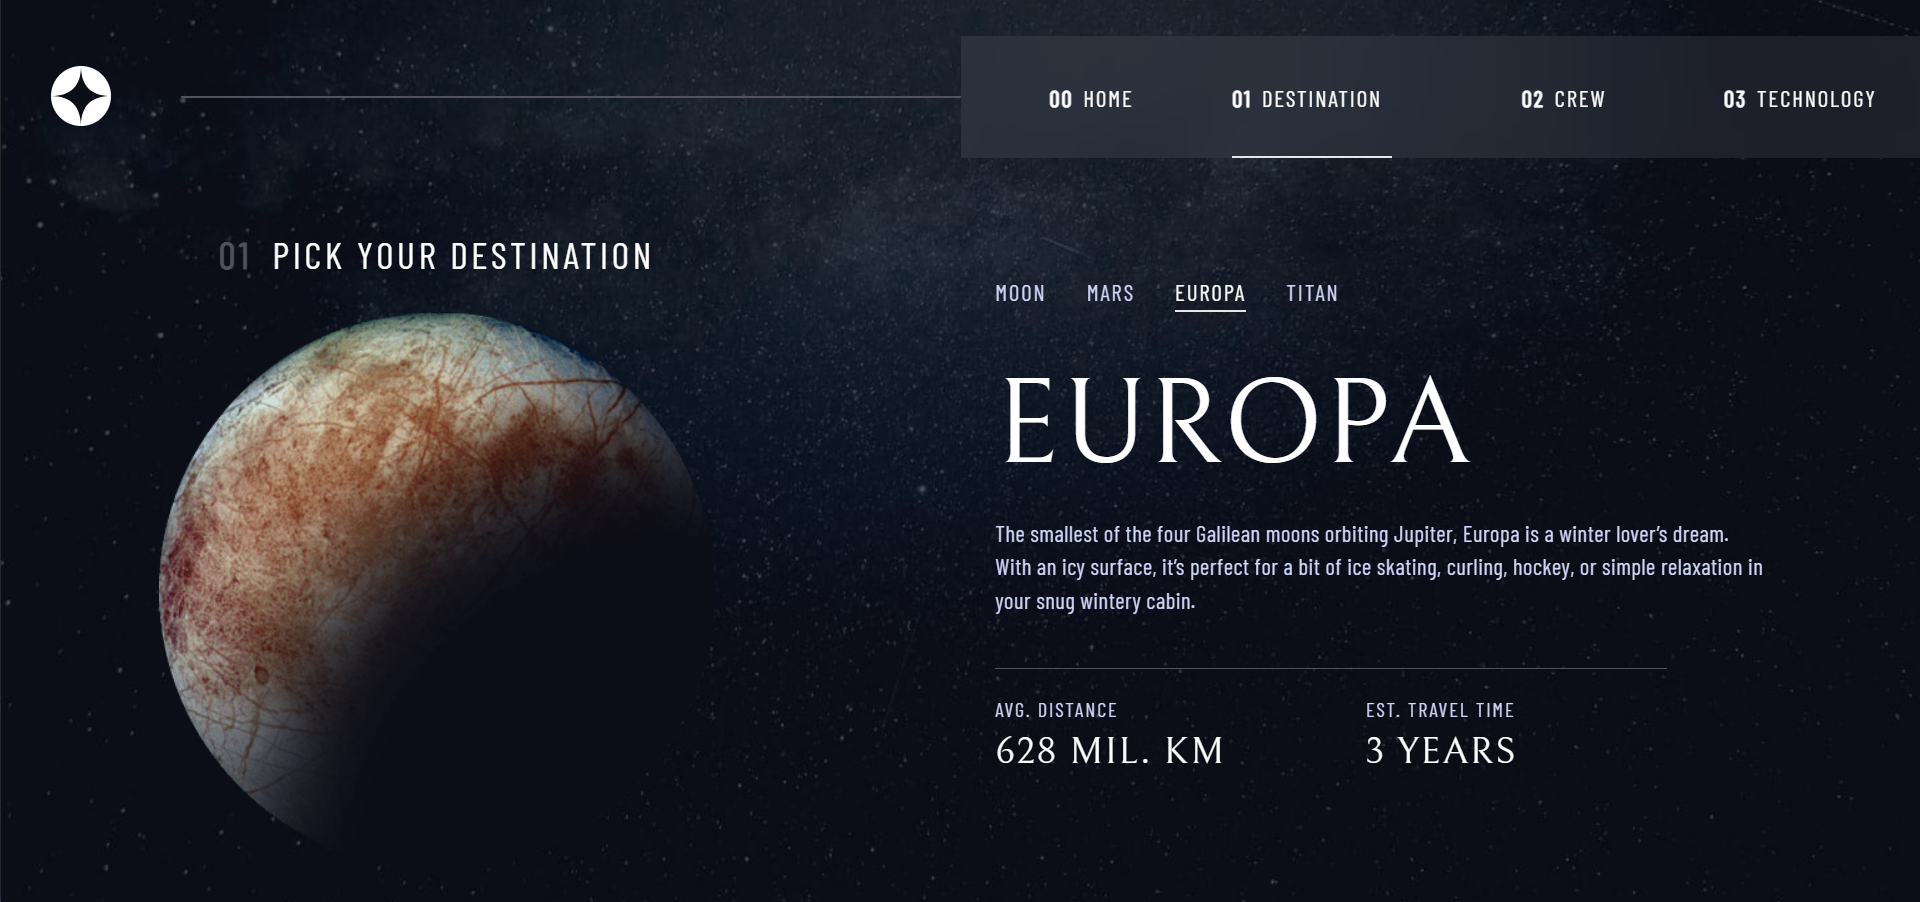 00 HOME
01 DESTINATION
02 CREW
03 TECHNOLOGY
01 PICK YOUR DESTINATION
MOON
MARS
EUROPA
TITAN
EUROPA
The smallest of the four Galilean moons orbiting Jupiter, Europa is a winter lover’s dream.
With an icy surface, it’s perfect for a bit of ice skating, curling, hockey, or simple relaxation in
your snug wintery cabin.
AVG. DISTANCE
628 MIL. KM
EST. TRAVEL TIME
3 YEARS